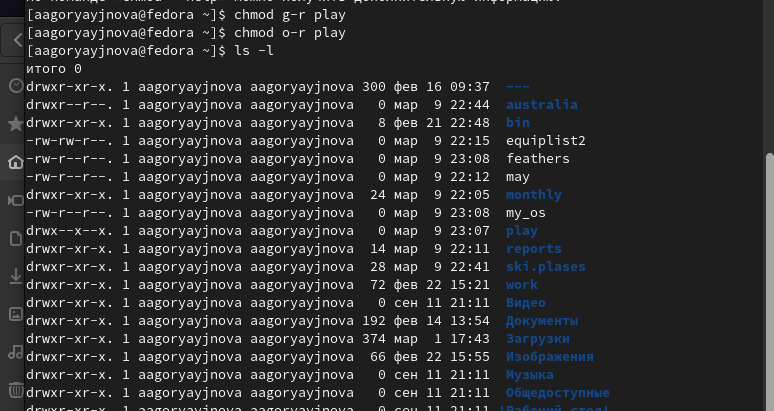 [aagoryayjnova@fedora ~]$ chmod g-r play
[aagoryayjnova@fedora ~]$ chmod o-r play
[aagoryayjnova@fedora ~]$ ls -l
итого 0
drwxr-xr-x. 1 aagoryayjnova aagoryayjnova 300 фев 16 09:37 ---
drwxr--r--. 1 aagoryayjnova aagoryayjnova 0 мар 9 22:44 australia
drwxr-xr-x. 1 aagoryayjnova aagoryayjnova 8 фев 21 22:48 bin
-rw-rw-r--. 1 aagoryayjnova aagoryayjnova 0 мар 9 22:15 equiplist2
-rw-r--r--. 1 aagoryayjnova aagoryayjnova 0 мар 9 23:08 feathers
-rw-r--r--. 1 aagoryayjnova aagoryayjnova 0 мар 9 22:12 may
drwxr-xr-x. 1 aagoryayjnova aagoryayjnova 24 мар 9 22:05 monthly
-rw-r--r--. 1 aagoryayjnova aagoryayjnova 0 мар 9 23:08 my_os
drwx--x--x. 1 aagoryayjnova aagoryayjnova 0 мар 9 23:07 play
drwxr-xr-x. 1 aagoryayjnova aagoryayjnova 14 мар 9 22:11 reports
drwxr-xr-x. 1 aagoryayjnova aagoryayjnova 28 мар 9 22:41 ski.plases
drwxr-xr-x. 1 aagoryayjnova aagoryayjnova 72 фев 22 15:21 work
drwxr-xr-x. 1 aagoryayjnova aagoryayjnova 0 сен 11 21:11 Видео
drwxr-xr-x. 1 aagoryayjnova aagoryayjnova 192 фев 14 13:54 Документы
drwxr-xr-x. 1 aagoryayjnova aagoryayjnova 374 мар 1 17:43 Загрузки
drwxr-xr-x. 1 aagoryayjnova aagoryayjnova 66 фев 22 15:55 Изображения
drwxr-xr-x. 1 aagoryayjnova aagoryayjnova 0 сен 11 21:11 Музыка
drwxr-xr-x. 1 aagoryayjnova aagoryayjnova 0 сен 11 21:11 Общедоступные
drwxr-xr-x. 1 aagoryayjnova aagoryayjnova 0 сен 11 21:11 'Рабочий стол'